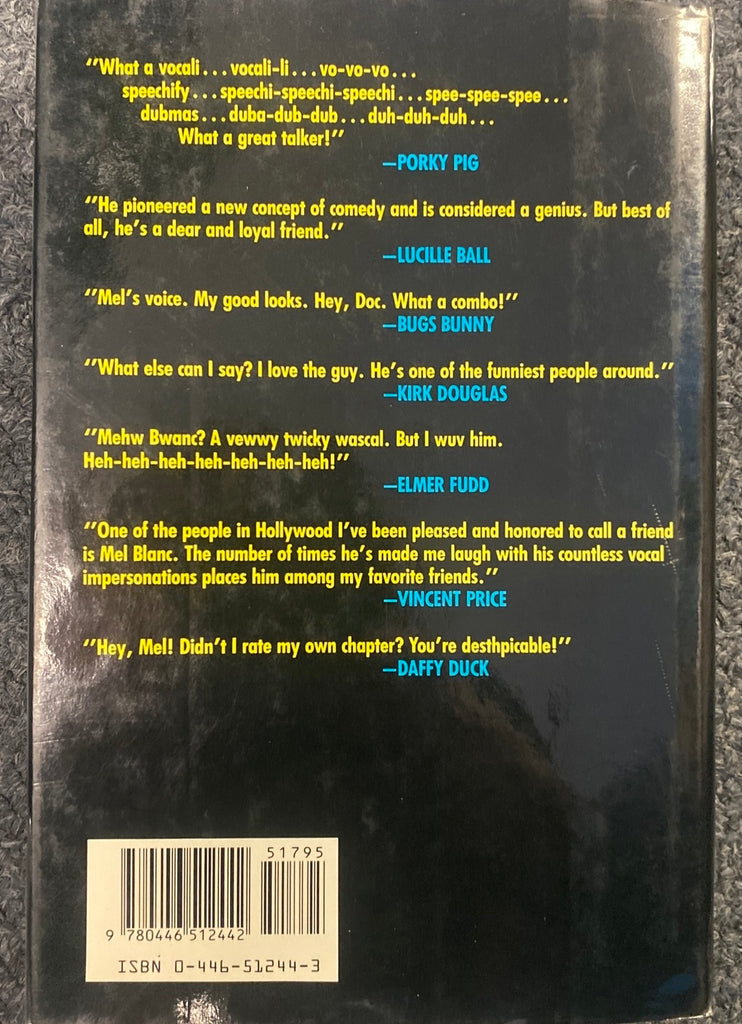 "What a vocali...vocali-li...vo-vo-vo...
speechify...speechi-speechi-speechi...spee-spee-spee...
dubmas...duba-dub-dub...duh-duh-duh...
What a great talker!"
—PORKY PIG
"He pioneered a new concept of comedy and is considered a genius. But best of
all, he's a dear and loyal friend."
—LUCILLE BALL
"Mel's voice. My good looks. Hey, Doc. What a combo!"
—BUGS BUNNY
"What else can I say? I love the guy. He's one of the funniest people around."
—KIRK DOUGLAS
"Mehw Bwanc? A vewwy twicky wascal. But I wuv him.
Heh-heh-heh-heh-heh-heh-heh!"
—ELMER FUDD
"One of the people in Hollywood I've been pleased and honored to call a friend
is Mel Blanc. The number of times he's made me laugh with his countless vocal
impersonations places him among my favorite friends."
—VINCENT PRICE
"Hey, Mel! Didn't I rate my own chapter? You're desthpicable!"
—DAFFY DUCK
51795
9 780446 512442
ISBN 0-446-51244-3